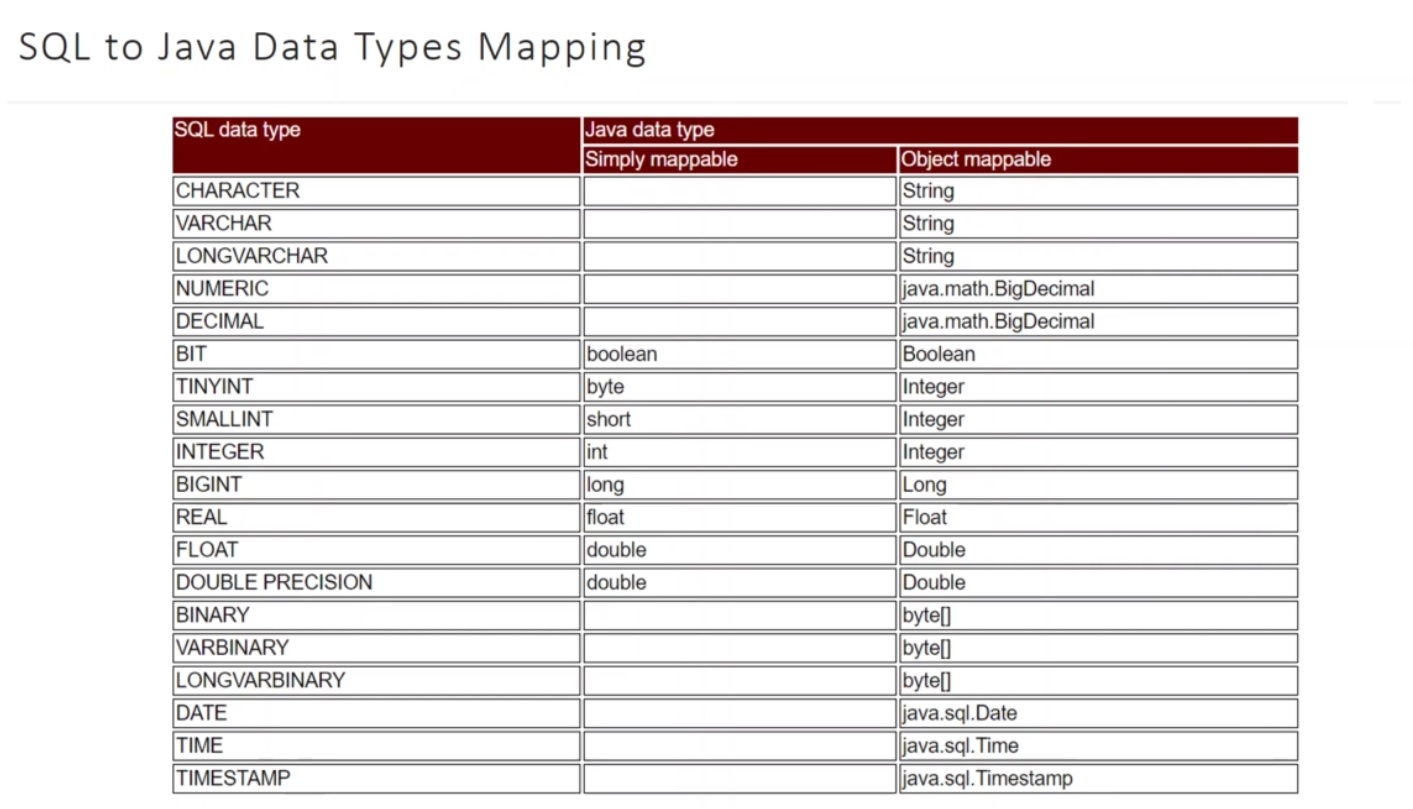 SQL to Java Data Types Mapping
SQL data type Java data type
Simply mappable Object mappable
CHARACTER String
VARCHAR String
LONGVARCHAR String
NUMERIC java.math.BigDecimal
DECIMAL java.math.BigDecimal
BIT boolean Boolean
TINYINT byte Integer
SMALLINT short Integer
INTEGER int Integer
BIGINT long Long
REAL float Float
FLOAT double Double
DOUBLE PRECISION double Double
BINARY byte[]
VARBINARY byte[]
LONGVARBINARY byte[]
DATE java.sql.Date
TIME java.sql.Time
TIMESTAMP java.sql.Timestamp